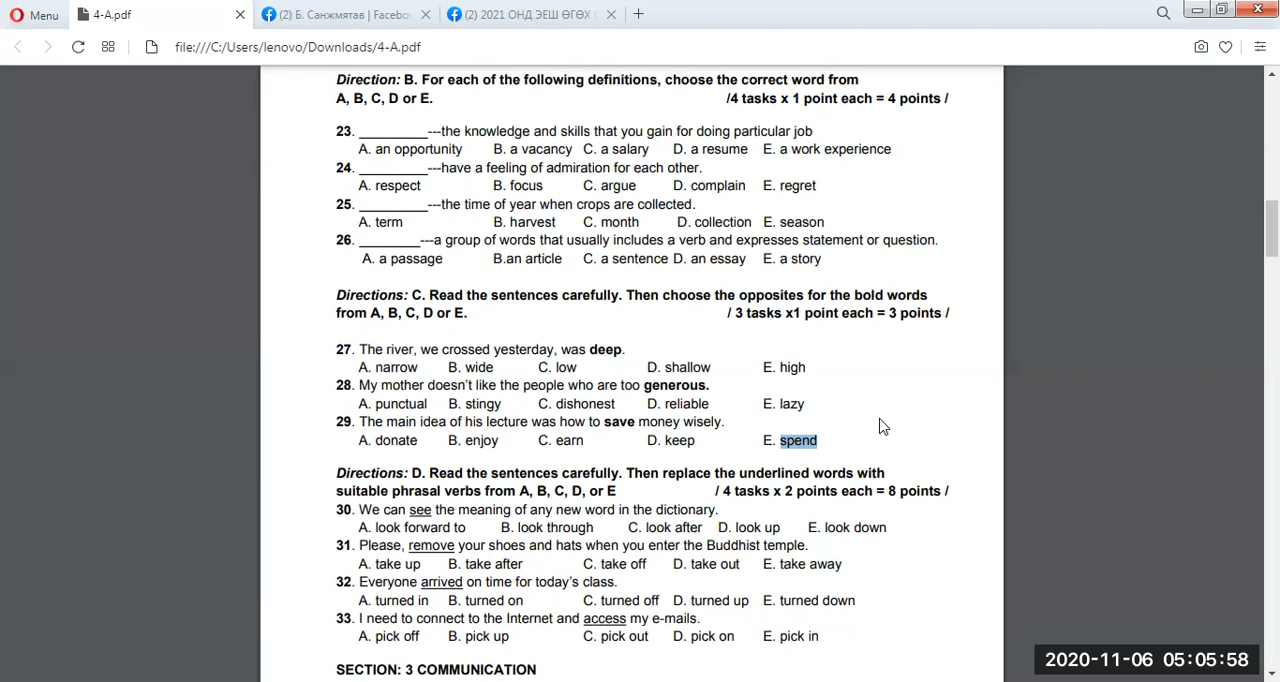 Menu
4-A.pdf
(2) Б. Санжмятав | Facebo
(2) 2021 ОНД ЭЕШ ӨГӨХ
file:///C:/Users/lenovo/Downloads/4-A.pdf
Direction: B. For each of the following definitions, choose the correct word from
A, B, C, D or E. /4 tasks x 1 point each = 4 points /
23. _________---the knowledge and skills that you gain for doing particular job
A. an opportunity B. a vacancy C. a salary D. a resume E. a work experience
24. _________---have a feeling of admiration for each other.
A. respect B. focus C. argue D. complain E. regret
25. _________---the time of year when crops are collected.
A. term B. harvest C. month D. collection E. season
26. ________---a group of words that usually includes a verb and expresses statement or question.
A. a passage B.an article C. a sentence D. an essay E. a story
Directions: C. Read the sentences carefully. Then choose the opposites for the bold words
from A, B, C, D or E. / 3 tasks x1 point each = 3 points /
27. The river, we crossed yesterday, was deep.
A. narrow B. wide C. low D. shallow E. high
28. My mother doesn't like the people who are too generous.
A. punctual B. stingy C. dishonest D. reliable E. lazy
29. The main idea of his lecture was how to save money wisely.
A. donate B. enjoy C. earn D. keep E. spend
Directions: D. Read the sentences carefully. Then replace the underlined words with
suitable phrasal verbs from A, B, C, D, or E / 4 tasks x 2 points each = 8 points /
30. We can see the meaning of any new word in the dictionary.
A. look forward to B. look through C. look after D. look up E. look down
31. Please, remove your shoes and hats when you enter the Buddhist temple.
A. take up B. take after C. take off D. take out E. take away
32. Everyone arrived on time for today's class.
A. turned in B. turned on C. turned off D. turned up E. turned down
33. I need to connect to the Internet and access my e-mails.
A. pick off B. pick up C. pick out D. pick on E. pick in
SECTION: 3 COMMUNICATION
2020-11-06 05:05:58